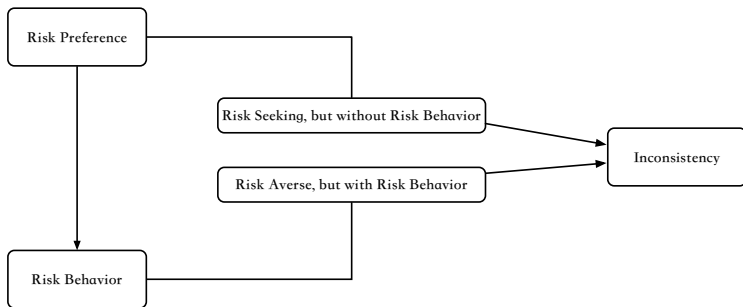 Risk Preference
Risk Seeking, but without Risk Behavior
Inconsistency
Risk Averse, but with Risk Behavior
Risk Behavior